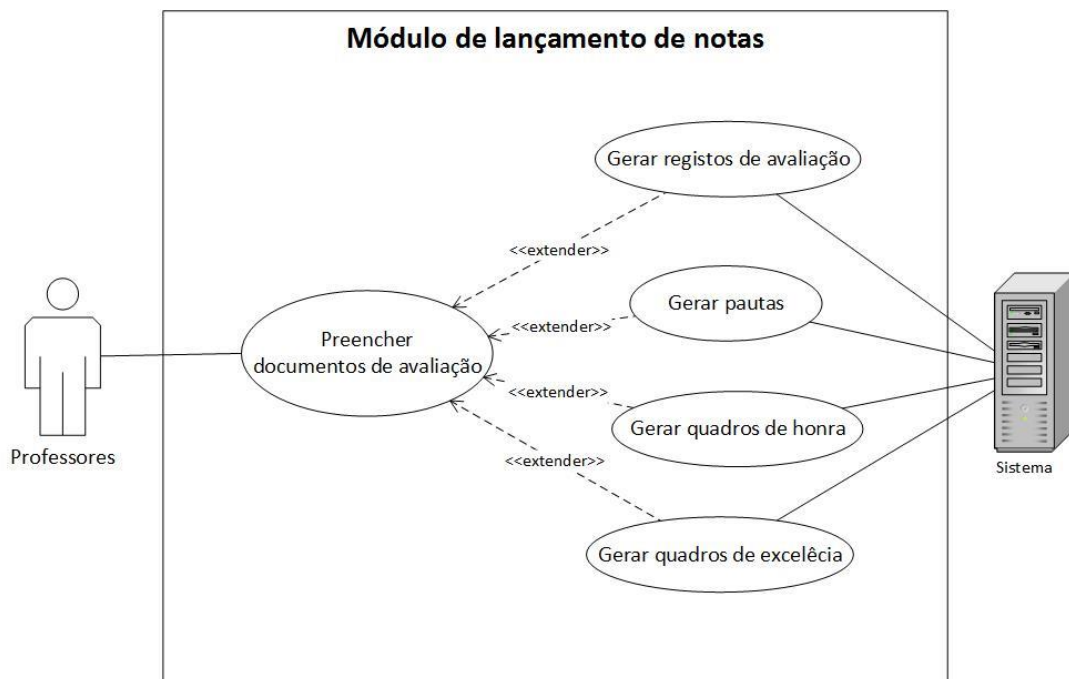 Módulo de lançamento de notas
Gerar registos de avaliação
<<extender>>
Gerar pautas
<<extender>>
Preencher
documentos de avaliação
<<extender>>
Gerar quadros de honra
Professores
<<extender>>
Sistema
Gerar quadros de excelêcia